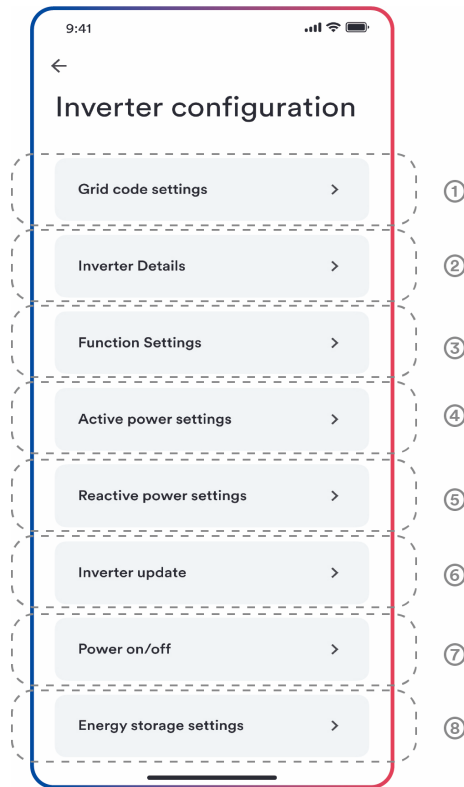 9:41
Inverter configuration
Grid code settings
①
Inverter Details
②
Function Settings
③
Active power settings
④
Reactive power settings
⑤
Inverter update
⑥
Power on/off
⑦
Energy storage settings
⑧